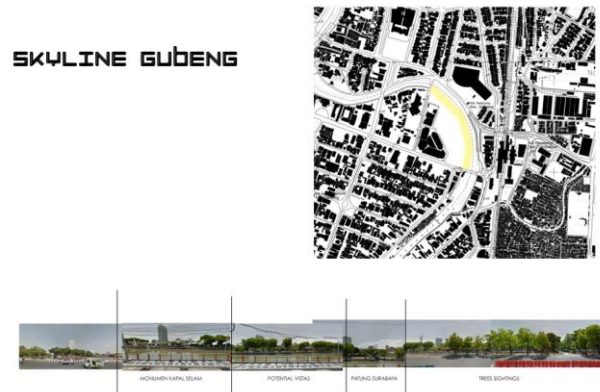 SKYLINE GUBENG
MONUMEN KAPAL SELAM
POTENTIAL VISTAS
PATUNG SURABAYA
TREES SIGHTINGS